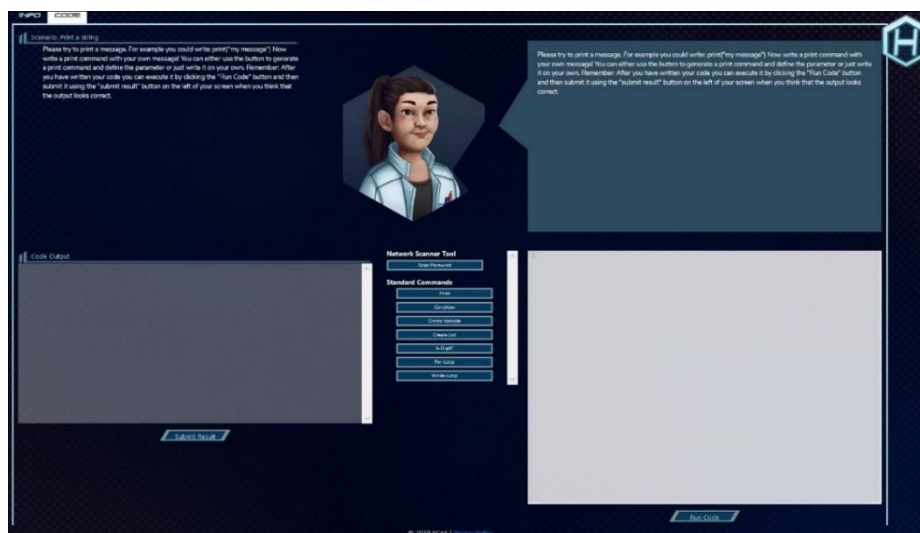 INFO CODE
Scenario: Print a string
Please try to print a message. For example you could write: print("my message") Now
write a print command with your own message! You can either use the button to generate
a print command and define the parameter or just write it on your own. Remember: After
you have written your code you can execute it by clicking the "Run Code" button and then
submit it using the "submit result" button on the left of your screen when you think that
the output looks correct.
Please try to print a message. For example you could write: print("my message") Now write a print command with
your own message! You can either use the button to generate a print command and define the parameter or just write
it on your own. Remember: After you have written your code you can execute it by clicking the "Run Code" button
and then submit it using the "submit result" button on the left of your screen when you think that the output looks
correct.
Code Output
Submit Result
Network Scanner Tool
Scan Password
Standard Commands
Print
Condition
Create Variable
Create List
Is Digit?
For Loop
While Loop
1
Run Code